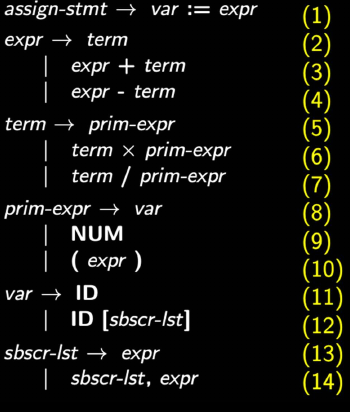 assign-stmt → var := expr (1)
expr → term (2)
| expr + term (3)
| expr - term (4)
term → prim-expr (5)
| term × prim-expr (6)
| term / prim-expr (7)
prim-expr → var (8)
| NUM (9)
| ( expr ) (10)
var → ID (11)
| ID [sbscr-lst] (12)
sbscr-lst → expr (13)
| sbscr-lst, expr (14)